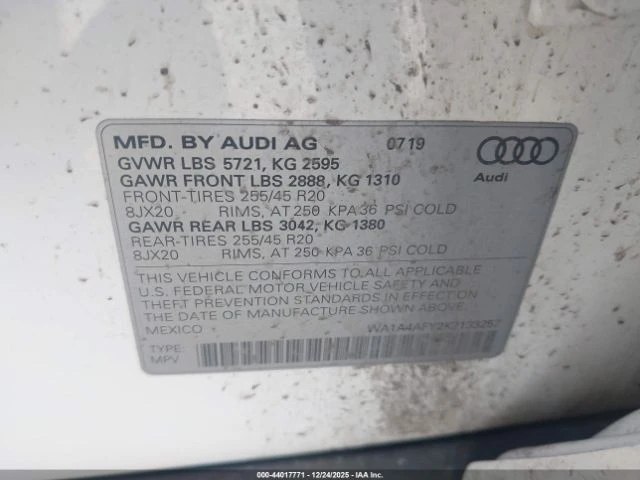 MFD. BY AUDI AG 0719
GVWR LBS 5721, KG 2595
GAWR FRONT LBS 2888, KG 1310
FRONT-TIRES 255/45 R20
8JX20 RIMS, AT 250 KPA 36 PSI COLD
GAWR REAR LBS 3042, KG 1380
REAR-TIRES 255/45 R20
8JX20 RIMS, AT 250 KPA 36 PSI COLD
Audi
THIS VEHICLE CONFORMS TO ALL APPLICABLE
U.S. FEDERAL MOTOR VEHICLE SAFETY AND
THEFT PREVENTION STANDARDS IN EFFECT ON
THE DATE OF MANUFACTURE SHOWN ABOVE.
MEXICO WA1A4AFY2K2133257
TYPE:
MPV
000-44017771 - 12/24/2025 - IAAI Inc.